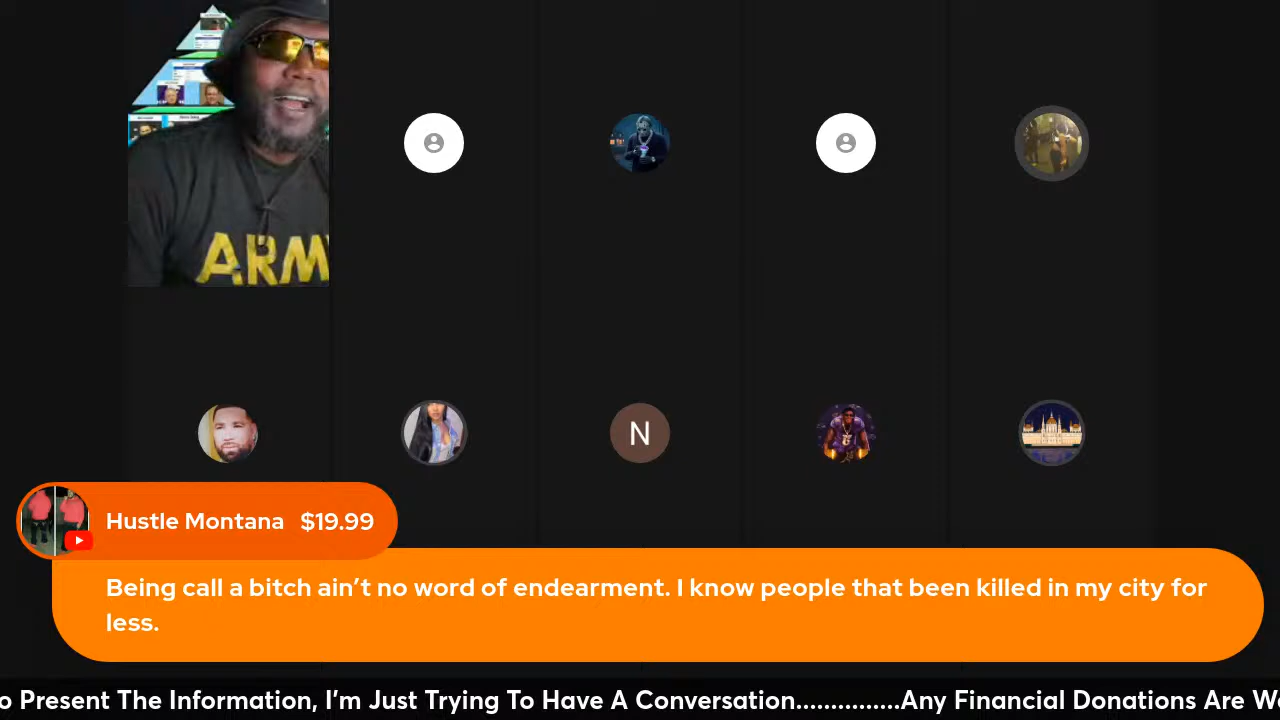 ARM
N
Hustle Montana $19.99
Being call a bitch ain’t no word of endearment. I know people that been killed in my city for
less.
o Present The Information, I’m Just Trying To Have A Conversation...............Any Financial Donations Are W